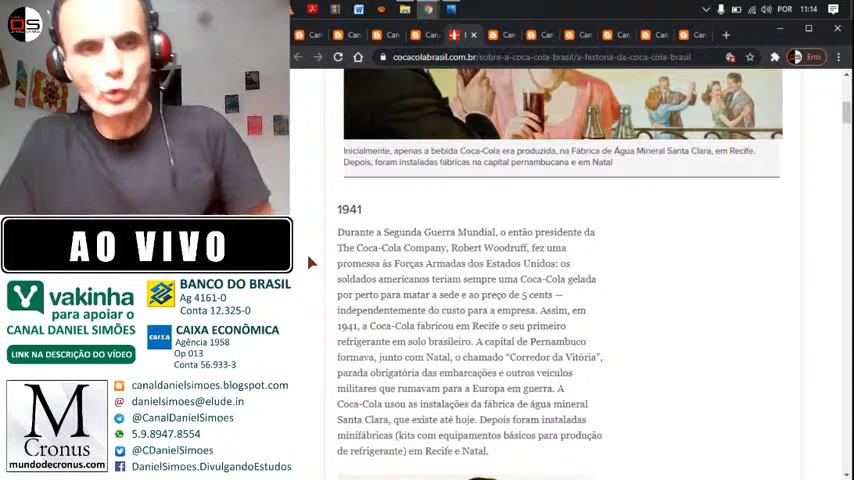 OS
AO VIVO
vakinha
para apoiar o
CANAL DANIEL SIMÕES
LINK NA DESCRIÇÃO DO VÍDEO
BANCO DO BRASIL
Ag 4161-0
Conta 12.325-0
CAIXA
CAIXA ECONÔMICA
Agência 1958
Op 013
Conta 56.933-3
M
Cronus
mundodecronus.com
canaldanielsimoes.blogspot.com
danielsimoes@elude.in
@CanalDanielSimoes
5.9.8947.8554
@CDanielSimoes
DanielSimoes.DivulgandoEstudos
POR 11:14
cocacolabrasil.com.br/sobre-a-coca-cola-brasil/a-historia-da-coca-cola-brasil/
Erro
Inicialmente, apenas a bebida Coca-Cola era produzida, na Fábrica de Água Mineral Santa Clara, em Recife.
Depois, foram instaladas fábricas na capital pernambucana e em Natal
1941
Durante a Segunda Guerra Mundial, o então presidente da
The Coca-Cola Company, Robert Woodruff, fez uma
promessa às Forças Armadas dos Estados Unidos: os
soldados americanos teriam sempre uma Coca-Cola gelada
por perto para matar a sede e ao preço de 5 cents —
independentemente do custo para a empresa. Assim, em
1941, a Coca-Cola fabricou em Recife o seu primeiro
refrigerante em solo brasileiro. A capital de Pernambuco
formava, junto com Natal, o chamado “Corredor da Vitória”,
parada obrigatória das embarcações e outros veículos
militares que rumavam para a Europa em guerra. A
Coca-Cola usou as instalações da fábrica de água mineral
Santa Clara, que existe até hoje. Depois foram instaladas
minifábricas (kits com equipamentos básicos para produção
de refrigerante) em Recife e Natal.